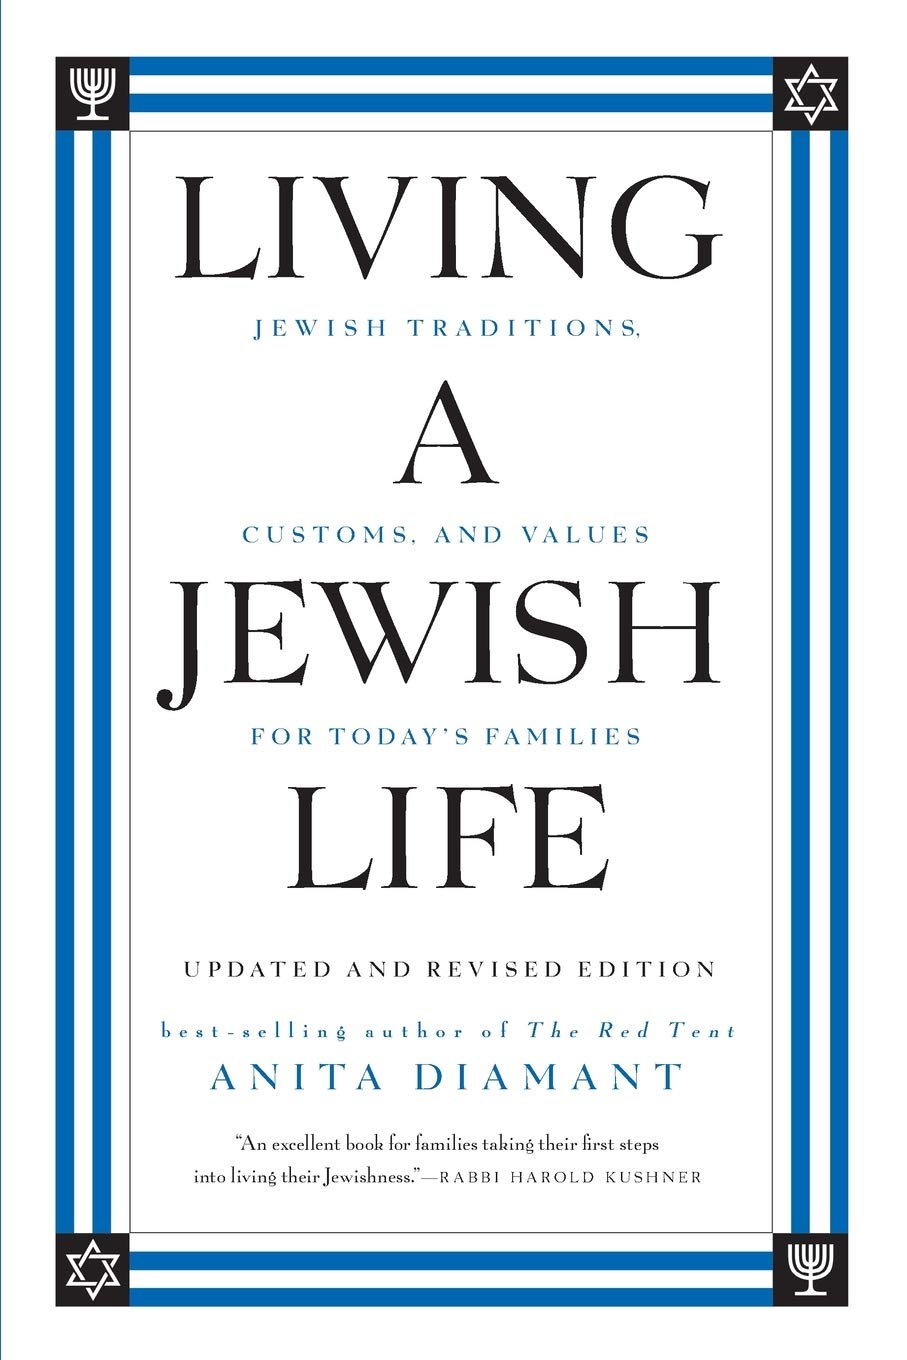 LIVING
JEWISH TRADITIONS,
A
CUSTOMS, AND VALUES
JEWISH
FOR TODAY'S FAMILIES
LIFE
UPDATED AND REVISED EDITION
best-selling author of The Red Tent
ANITA DIAMANT
“An excellent book for families taking their first steps
into living their Jewishness.”—RABBI HAROLD KUSHNER